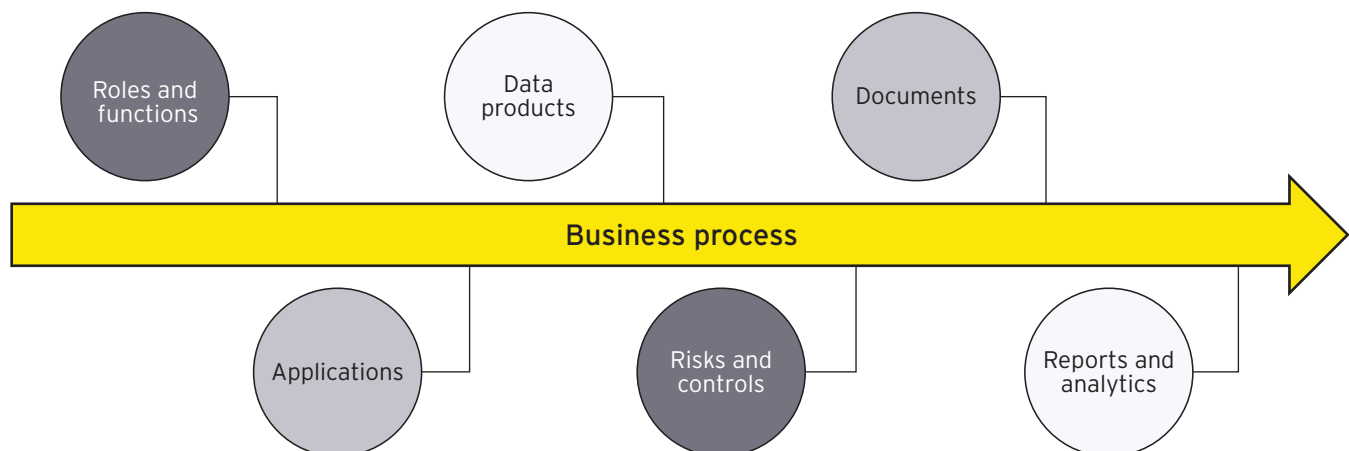 Roles and
functions
Data
products
Documents
Business process
Applications
Risks and
controls
Reports and
analytics